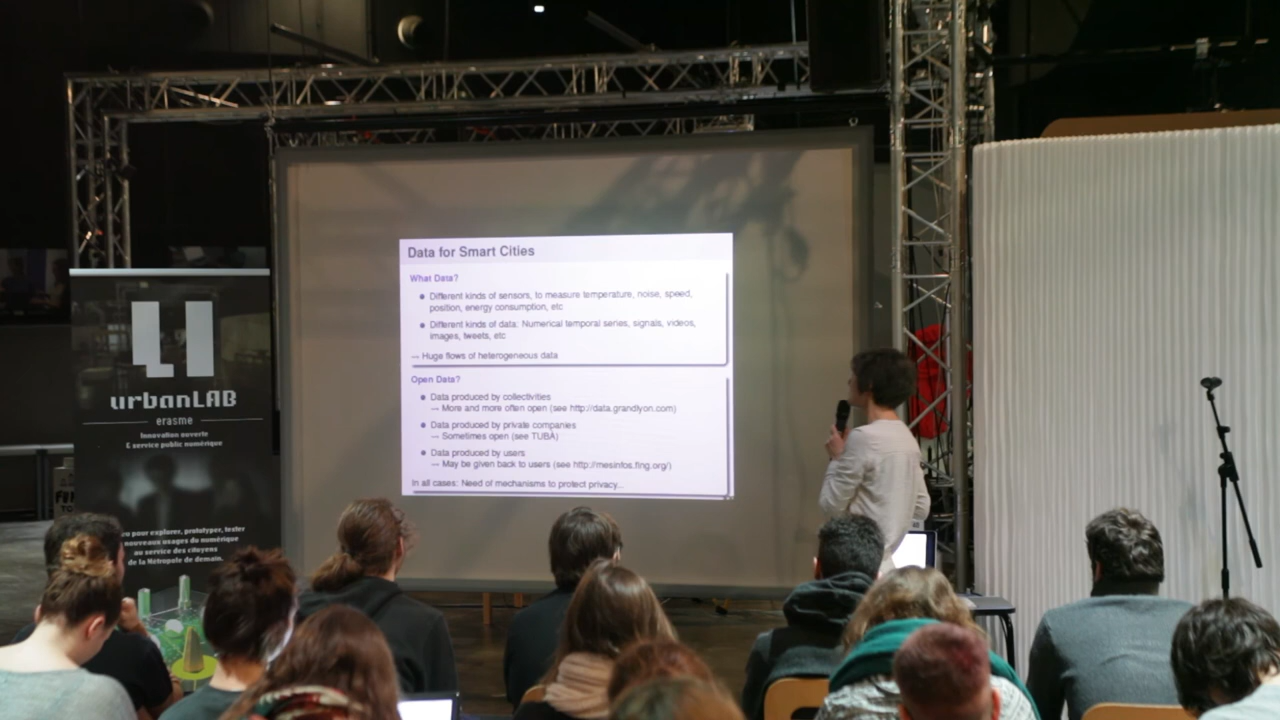 Data for Smart Cities
What Data?
Different kinds of sensors, to measure temperature, noise, speed,
position, energy consumption, etc
Different kinds of data: Numerical temporal series, signals, videos,
images, tweets, etc
→ Huge flows of heterogeneous data
Open Data?
Data produced by collectivities
→ More and more often open (see http://data.grandlyon.com)
Data produced by private companies
→ Sometimes open (see TUBÀ)
Data produced by users
→ May be given back to users (see http://mesinfos.fing.org/)
In all cases: Need of mechanisms to protect privacy...
urbanLAB
erasme
Innovation ouverte
& service public numérique
pour explorer, prototyper, tester
nouveaux usages du numérique
au service des citoyens
de la Métropole de demain.